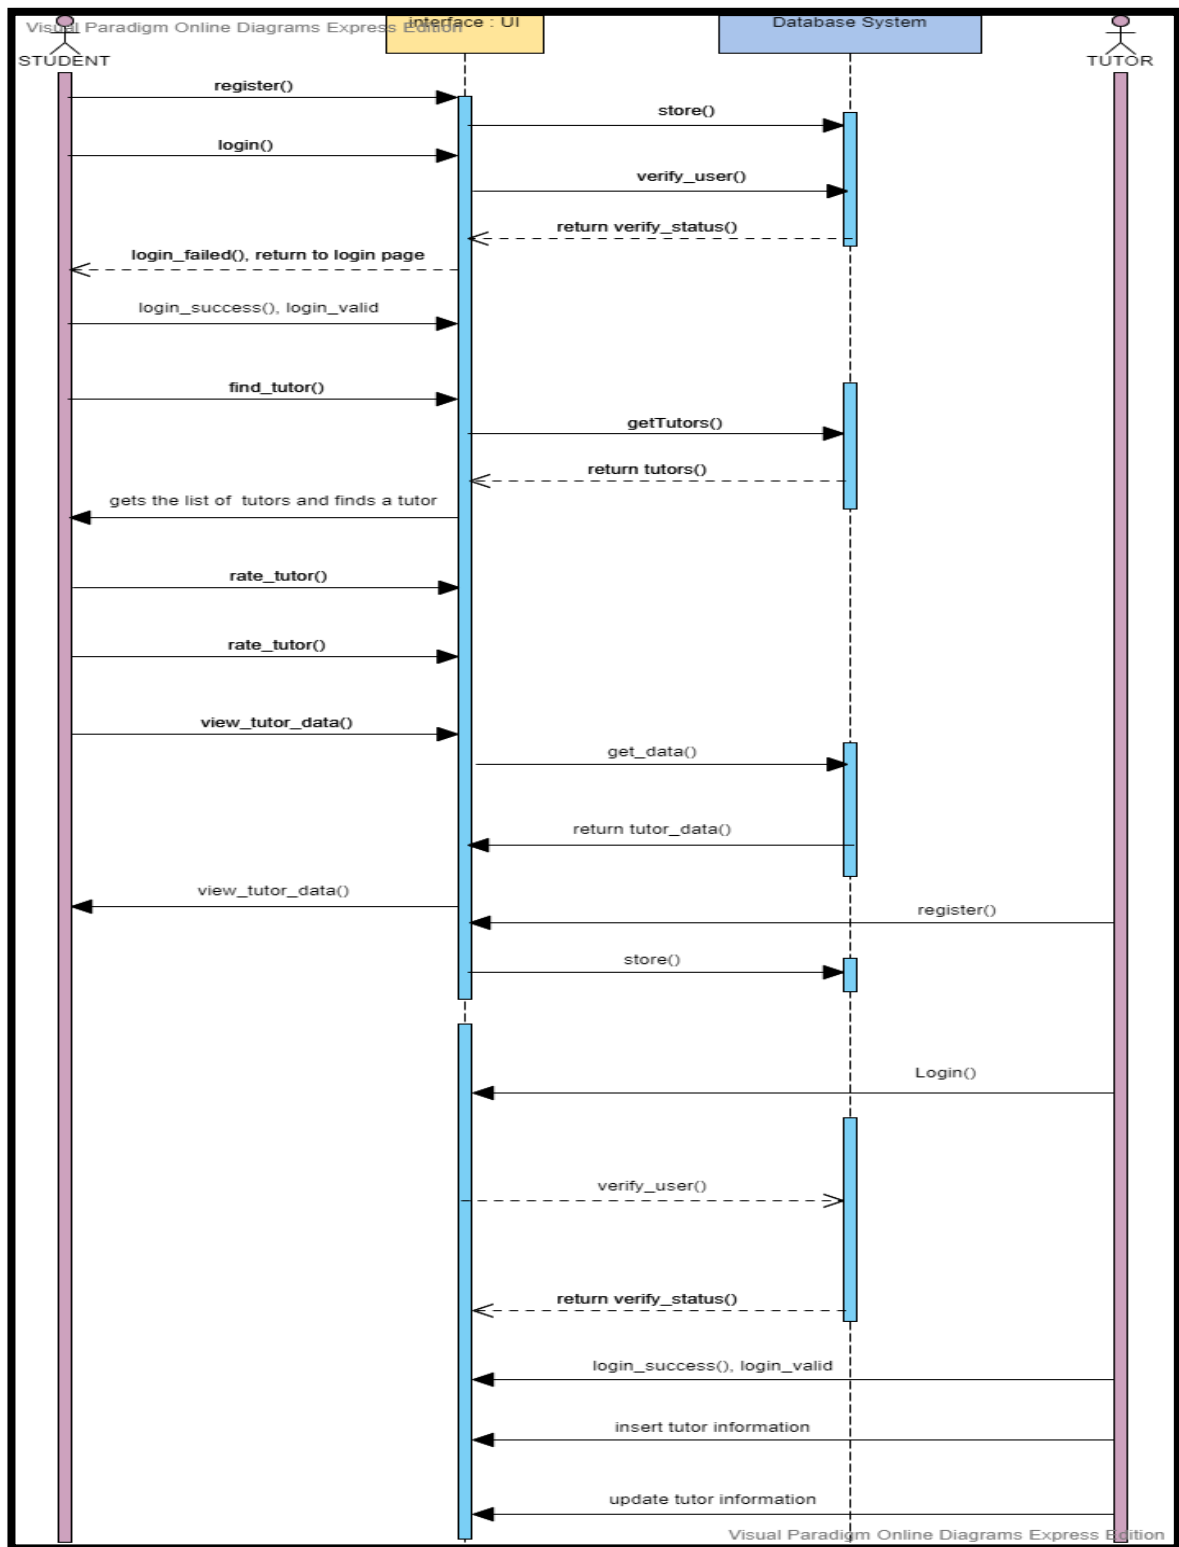 Visual Paradigm Online Diagrams Express Edition
interface : UI
Database System
STUDENT
TUTOR
register()
store()
login()
verify_user()
return verify_status()
login_failed(), return to login page
login_success(), login_valid
find_tutor()
getTutors()
return tutors()
gets the list of tutors and finds a tutor
rate_tutor()
rate_tutor()
view_tutor_data()
get_data()
return tutor_data()
view_tutor_data()
register()
store()
Login()
verify_user()
return verify_status()
login_success(), login_valid
insert tutor information
update tutor information
Visual Paradigm Online Diagrams Express Edition